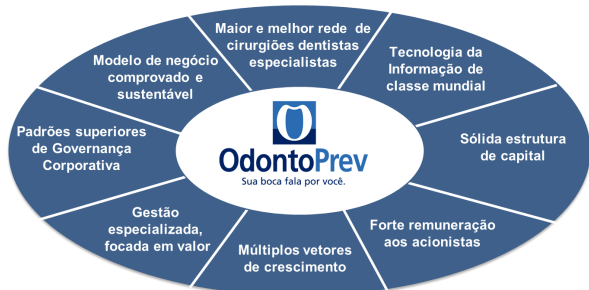 Maior e melhor rede de
cirurgiões dentistas
especialistas
Tecnologia da
Informação de
classe mundial
Sólida estrutura
de capital
Forte remuneração
aos acionistas
Múltiplos vetores
de crescimento
Gestão
especializada,
focada em valor
Padrões superiores
de Governança
Corporativa
Modelo de negócio
comprovado e
sustentável
OdontoPrev
Sua boca fala por você.